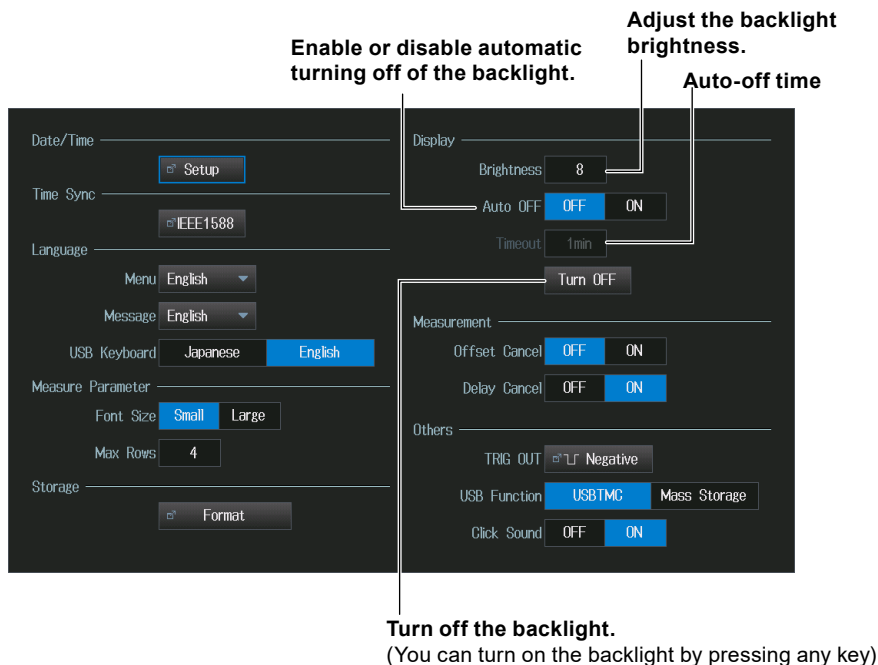 Adjust the backlight
brightness.
Enable or disable automatic
turning off of the backlight.
Auto-off time
Date/Time
Setup
Time Sync
IEEE1588
Language
Menu English
Message English
USB Keyboard Japanese English
Measure Parameter
Font Size Small Large
Max Rows 4
Storage
Format
Display
Brightness 8
Auto OFF OFF ON
Timeout 1min
Turn OFF
Measurement
Offset Cancel OFF ON
Delay Cancel OFF ON
Others
TRIG OUT Negative
USB Function USBTMC Mass Storage
Click Sound OFF ON
Turn off the backlight.
(You can turn on the backlight by pressing any key)